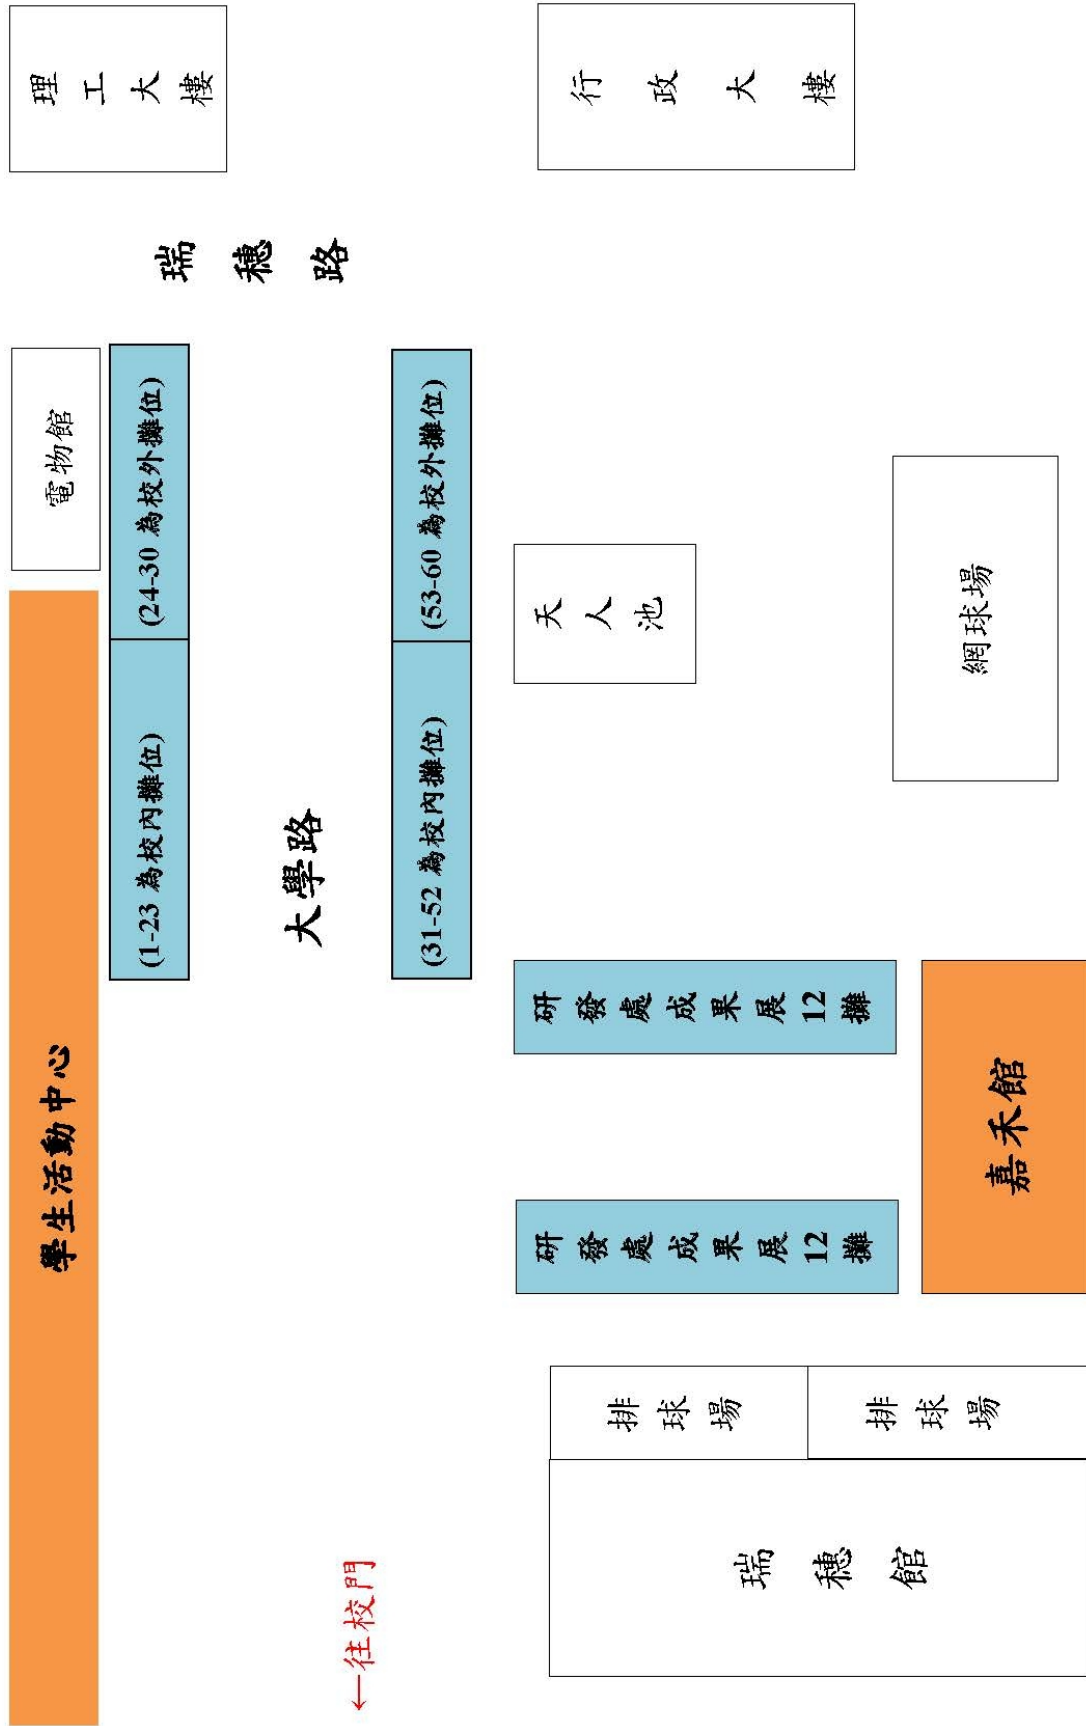 學生活動中心
電物館
理工大樓
(1-23 為校內攤位)
(24-30 為校外攤位)
瑞穗路
大學路
←往校門
(31-52 為校內攤位)
(53-60 為校外攤位)
研發處成果展12攤
研發處成果展12攤
天人池
行政大樓
排球場
排球場
瑞穗館
嘉禾館
網球場